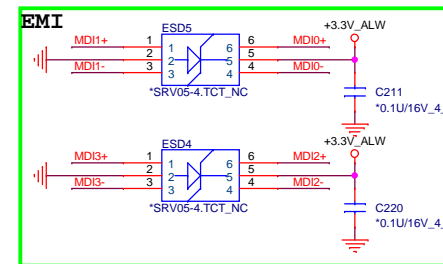 EMI
ESD5
+3.3V_ALW
MDI1+ 1 1 6 6 MDI0+
2 2 5 5
MDI1- 3 3 4 4 MDI0-
*SRV05-4.TCT_NC
C211
*0.1U/16V_4_
ESD4
+3.3V_ALW
MDI3+ 1 1 6 6 MDI2+
2 2 5 5
MDI3- 3 3 4 4 MDI2-
*SRV05-4.TCT_NC
C220
*0.1U/16V_4_